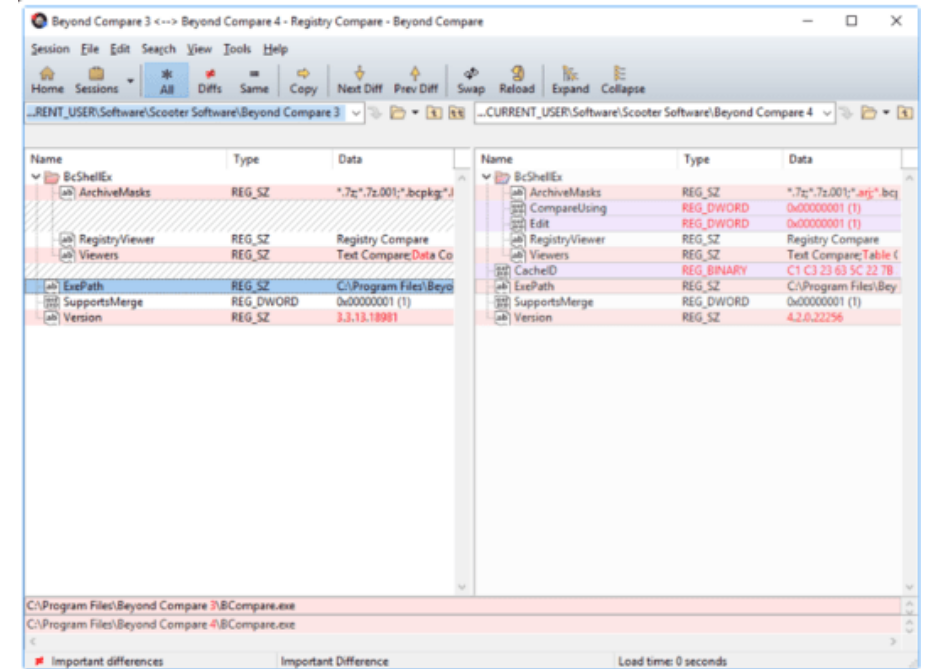 Beyond Compare 3 <--> Beyond Compare 4 - Registry Compare - Beyond Compare
Session File Edit Search View Tools Help
Home Sessions All Diffs Same Copy Next Diff Prev Diff Swap Reload Expand Collapse
...RENT_USER\Software\Scooter Software\Beyond Compare 3 ...CURRENT_USER\Software\Scooter Software\Beyond Compare 4
Name Type Data Name Type Data
BcShellEx BcShellEx
ArchiveMasks REG_SZ *.7z;*.7z.001;*.bcpkg;*.l ArchiveMasks REG_SZ *.7z;*.7z.001;*.arj;*.bcp
CompareUsing REG_DWORD 0x00000001 (1)
Edit REG_DWORD 0x00000001 (1)
RegistryViewer REG_SZ Registry Compare RegistryViewer REG_SZ Registry Compare
Viewers REG_SZ Text Compare;Data Co Viewers REG_SZ Text Compare;Table C
CacheID REG_BINARY C1 C3 23 63 5C 22 7B
ExePath REG_SZ C:\Program Files\Beyo ExePath REG_SZ C:\Program Files\Bey
SupportsMerge REG_DWORD 0x00000001 (1) SupportsMerge REG_DWORD 0x00000001 (1)
Version REG_SZ 3.3.13.18981 Version REG_SZ 4.2.0.22256
C:\Program Files\Beyond Compare 3\BCompare.exe
C:\Program Files\Beyond Compare 4\BCompare.exe
Important differences Important Difference Load time: 0 seconds